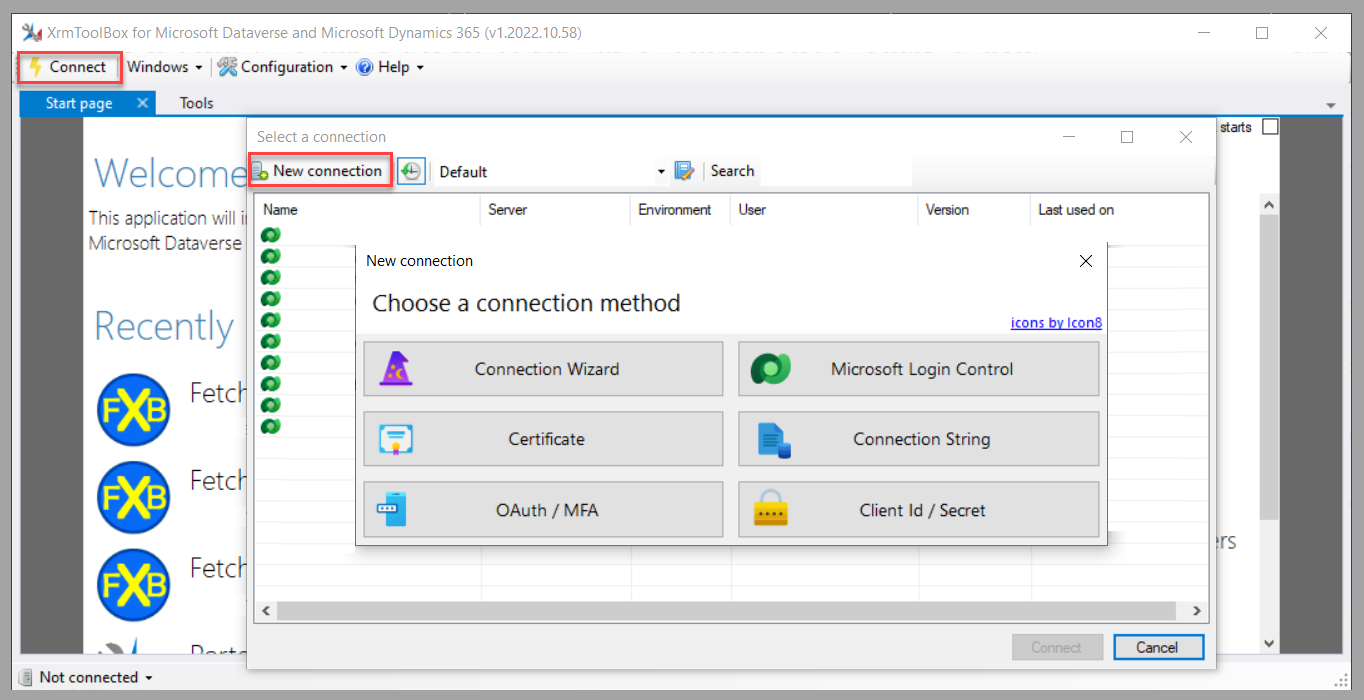 XrmToolBox for Microsoft Dataverse and Microsoft Dynamics 365 (v1.2022.10.58)
Connect Windows Configuration Help
Start page Tools
starts
Welcome
This application will i
Microsoft Dataverse
Recently
Fetch
Fetch
Fetch
FXB
FXB
FXB
Select a connection
New connection Default Search
Name Server Environment User Version Last used on
New connection
Choose a connection method
icons by Icon8
Connection Wizard Microsoft Login Control
Certificate Connection String
OAuth / MFA Client Id / Secret
ers
Connect Cancel
Not connected